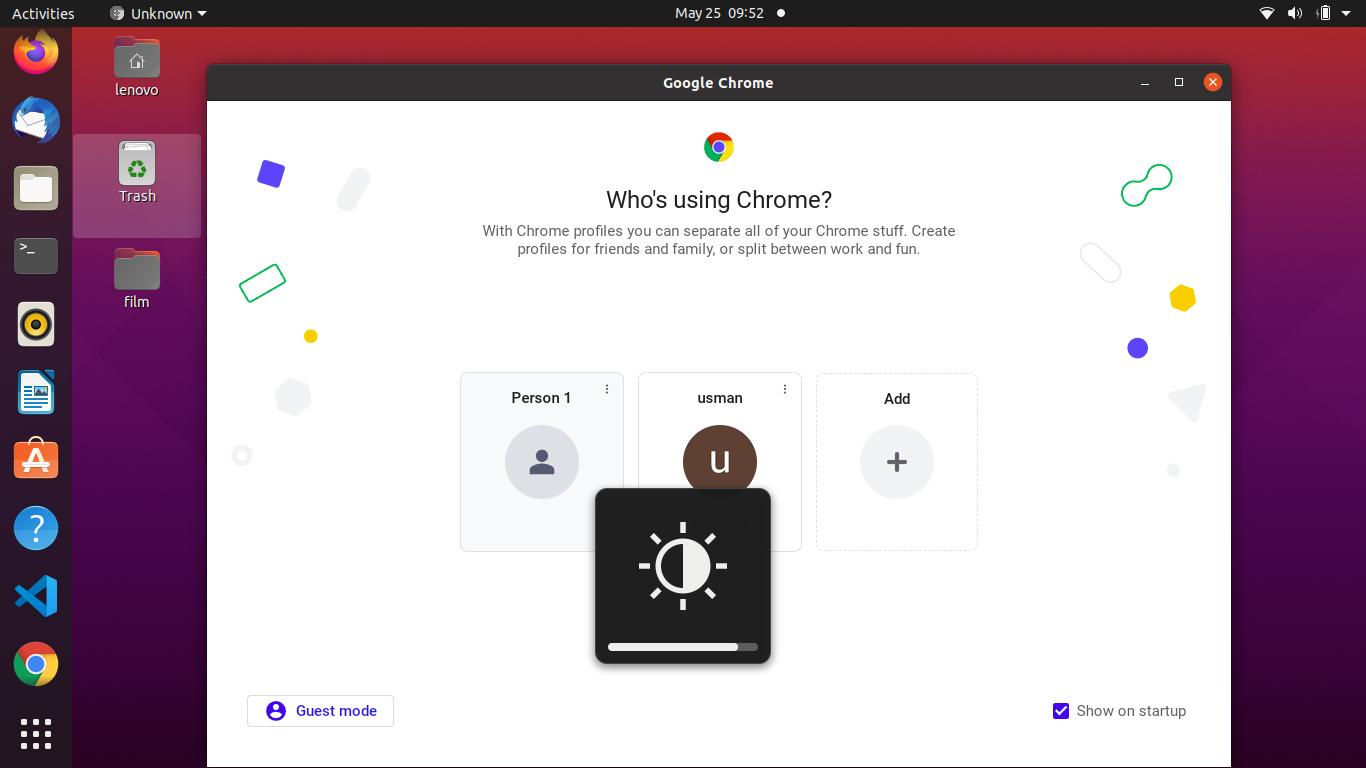 Activities
Unknown
May 25 09:52
lenovo
Trash
film
>_
?
Google Chrome
Who's using Chrome?
With Chrome profiles you can separate all of your Chrome stuff. Create
profiles for friends and family, or split between work and fun.
Person 1
usman
u
Add
Guest mode
Show on startup